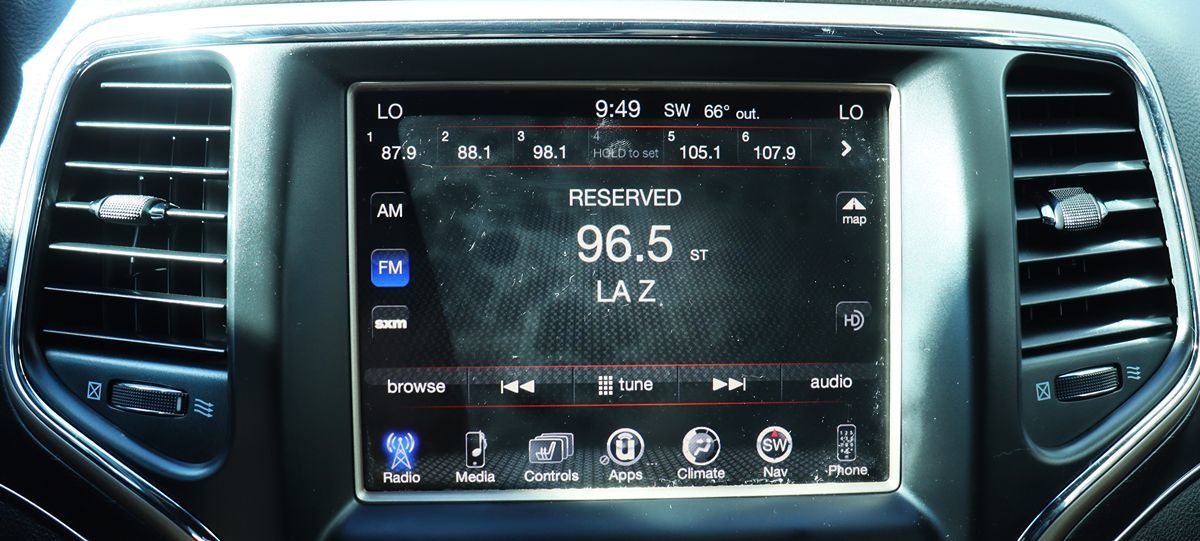 LO 9:49 SW 66° out. LO
1 87.9 2 88.1 3 98.1 4 HOLD to set 5 105.1 6 107.9
RESERVED
AM
map
96.5 ST
FM
LA Z
sxm
HD
browse tune audio
SW
Radio Media Controls Apps Climate Nav Phone